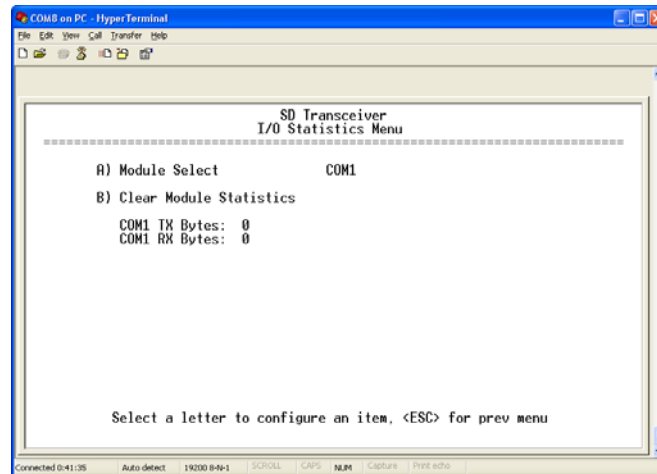 COM8 on PC - HyperTerminal
File Edit View Call Transfer Help
SD Transceiver
I/O Statistics Menu
A) Module Select COM1
B) Clear Module Statistics
COM1 TX Bytes: 0
COM1 RX Bytes: 0
Select a letter to configure an item, <ESC> for prev menu
Connected 0:41:35 Auto detect 19200 8-N-1 SCROLL CAPS NUM Capture Print echo